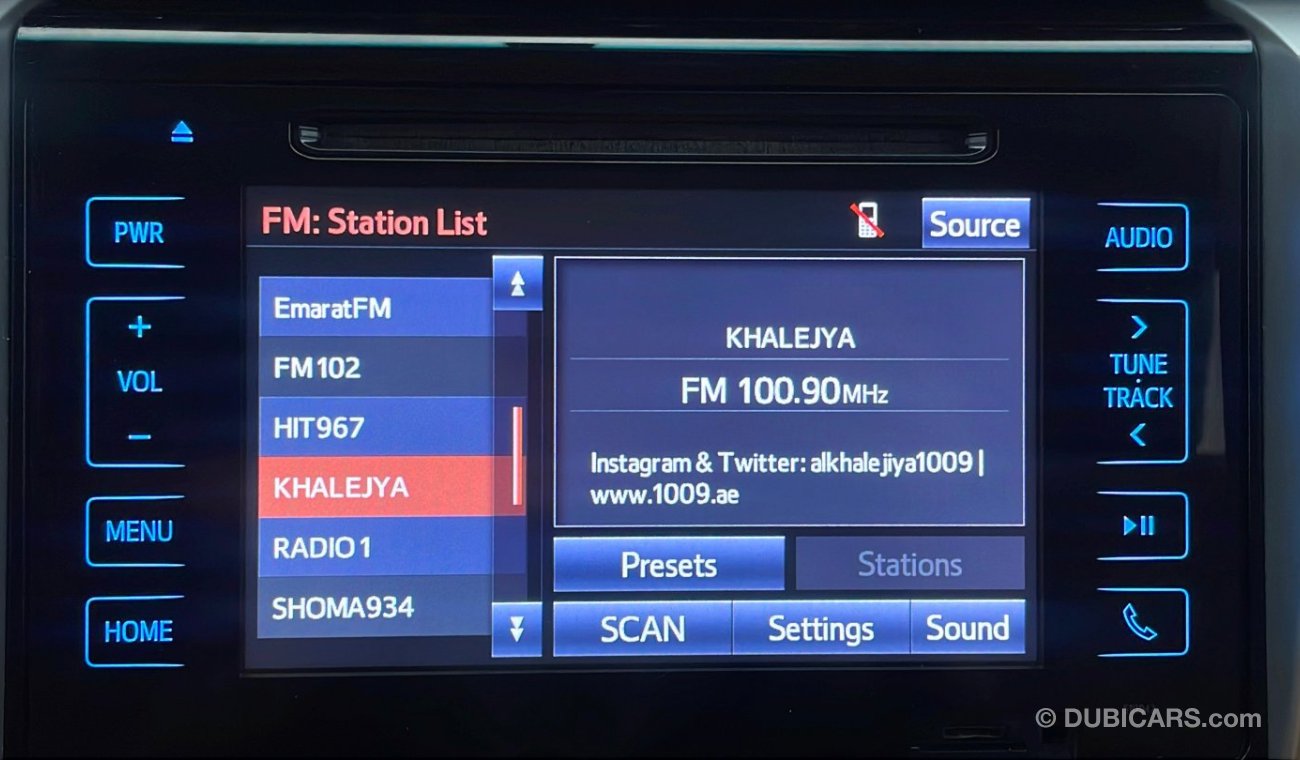 FM: Station List
Source
PWR
+
VOL
−
MENU
HOME
EmaratFM
FM102
HIT967
KHALEJYA
RADIO1
SHOMA934
KHALEJYA
FM 100.90MHz
Instagram & Twitter: alkhalejiya1009 |
www.1009.ae
Presets
Stations
SCAN
Settings
Sound
AUDIO
>
TUNE
·
TRACK
<
© DUBICARS.com